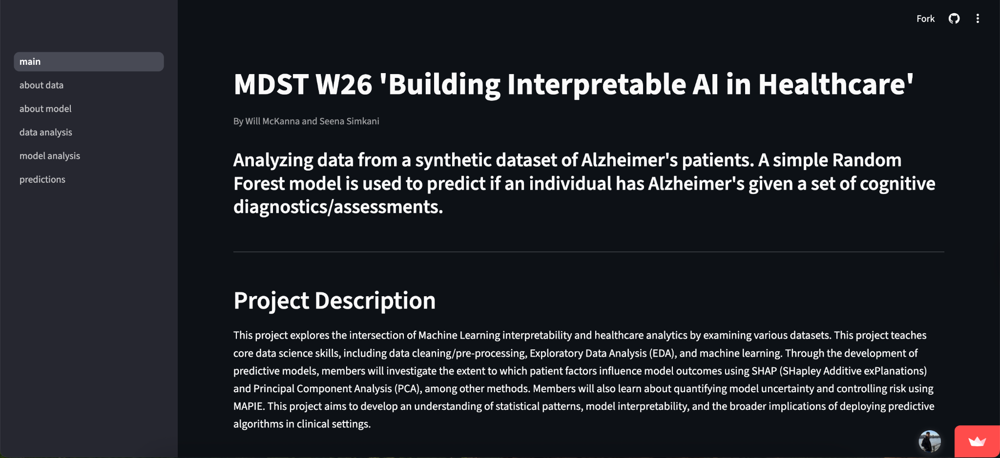 Fork
main
about data
about model
data analysis
model analysis
predictions
MDST W26 'Building Interpretable AI in Healthcare'
By Will McKanna and Seena Simkani
Analyzing data from a synthetic dataset of Alzheimer's patients. A simple Random
Forest model is used to predict if an individual has Alzheimer's given a set of cognitive
diagnostics/assessments.
Project Description
This project explores the intersection of Machine Learning interpretability and healthcare analytics by examining various datasets. This project teaches
core data science skills, including data cleaning/pre-processing, Exploratory Data Analysis (EDA), and machine learning. Through the development of
predictive models, members will investigate the extent to which patient factors influence model outcomes using SHAP (SHapley Additive exPlanations)
and Principal Component Analysis (PCA), among other methods. Members will also learn about quantifying model uncertainty and controlling risk using
MAPIE. This project aims to develop an understanding of statistical patterns, model interpretability, and the broader implications of deploying predictive
algorithms in clinical settings.